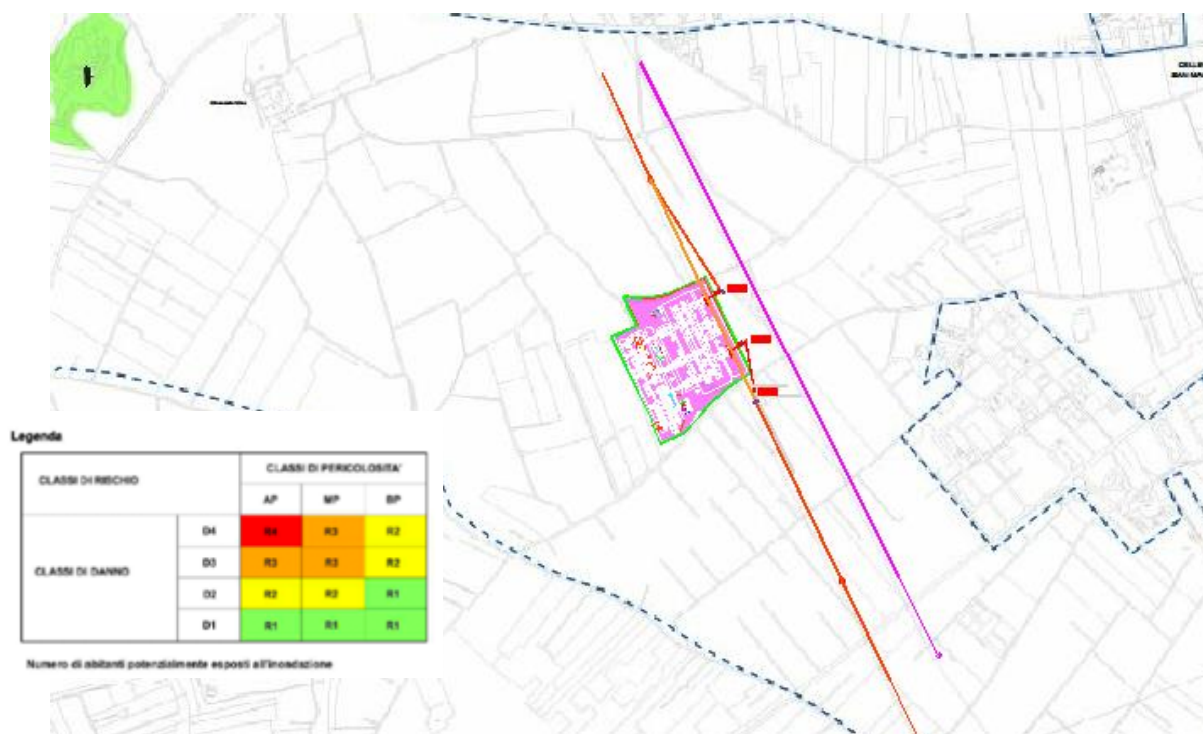 Legenda
CLASSI DI RISCHIO
CLASSI DI PERICOLOSITA'
AP MP BP
CLASSI DI DANNO
D4 R4 R3 R2
D3 R3 R3 R2
D2 R2 R2 R1
D1 R1 R1 R1
Numero di abitanti potenzialmente esposti all'inondazione